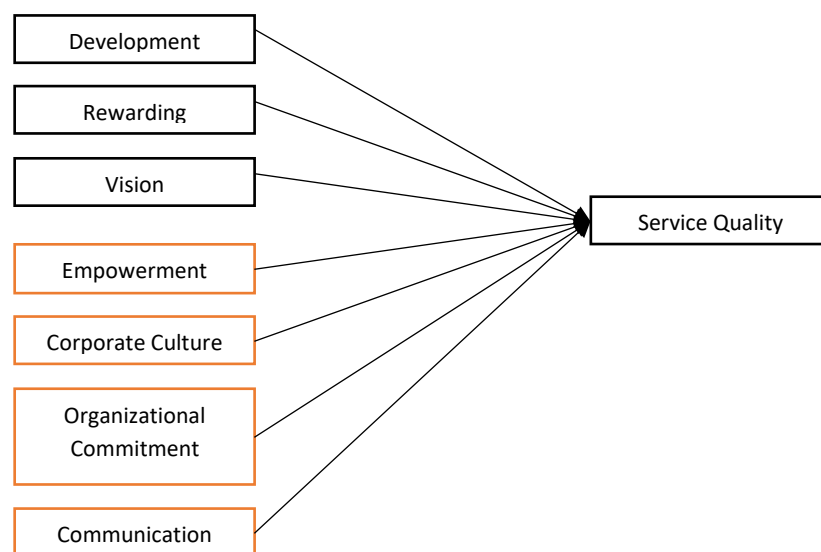 Development
Rewarding
Vision
Service Quality
Empowerment
Corporate Culture
Organizational
Commitment
Communication